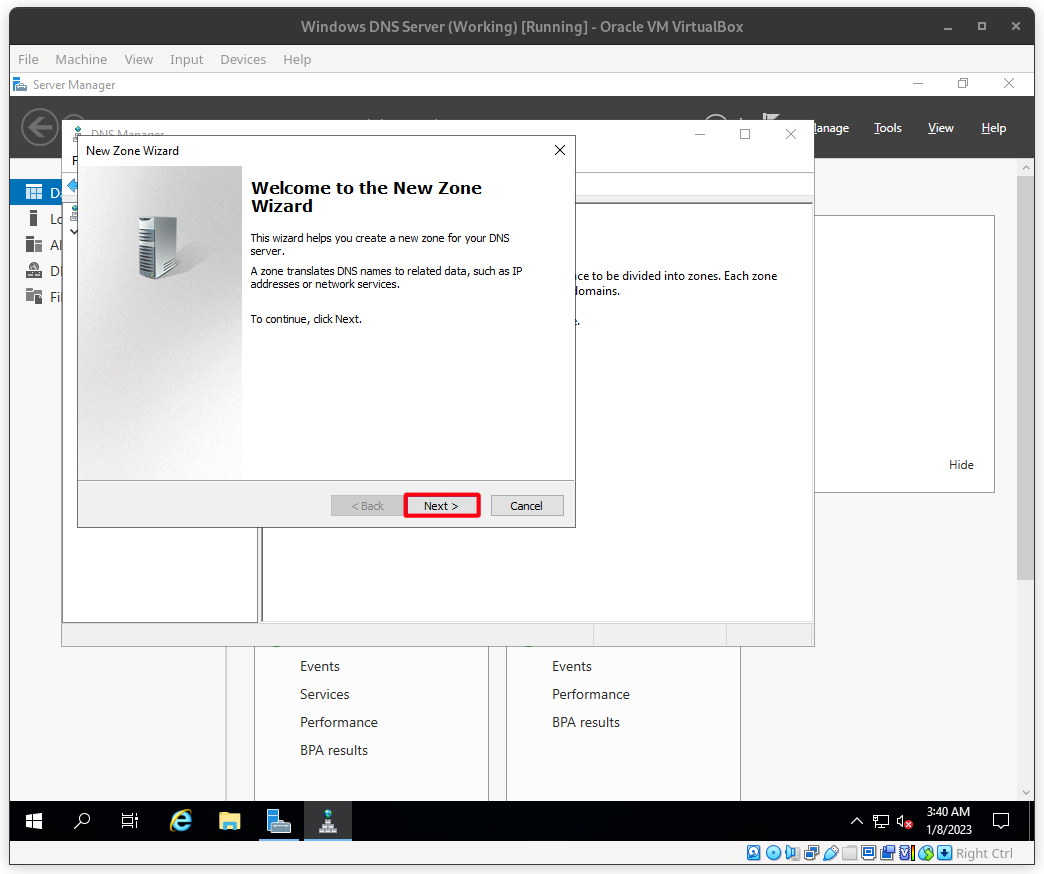 Windows DNS Server (Working) [Running] - Oracle VM VirtualBox
File Machine View Input Devices Help
Server Manager
DNS Manager
anage Tools View Help
New Zone Wizard
Welcome to the New Zone
Wizard
This wizard helps you create a new zone for your DNS
server.
A zone translates DNS names to related data, such as IP
addresses or network services.
To continue, click Next.
< Back Next > Cancel
ce to be divided into zones. Each zone
domains.
e.
D
Lo
Al
Di
Fi
Hide
Events
Services
Performance
BPA results
Events
Performance
BPA results
3:40 AM
1/8/2023
Right Ctrl